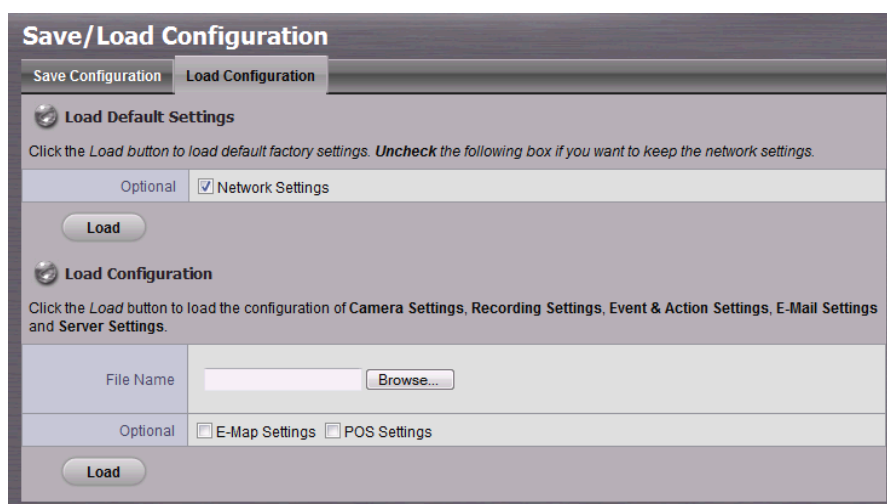 Save/Load Configuration
Save Configuration Load Configuration
Load Default Settings
Click the Load button to load default factory settings. Uncheck the following box if you want to keep the network settings.
Optional Network Settings
Load
Load Configuration
Click the Load button to load the configuration of Camera Settings, Recording Settings, Event & Action Settings, E-Mail Settings
and Server Settings.
File Name Browse...
Optional E-Map Settings POS Settings
Load